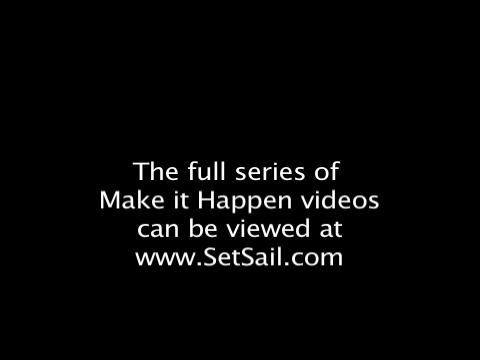 The full series of
Make it Happen videos
can be viewed at
www.SetSail.com